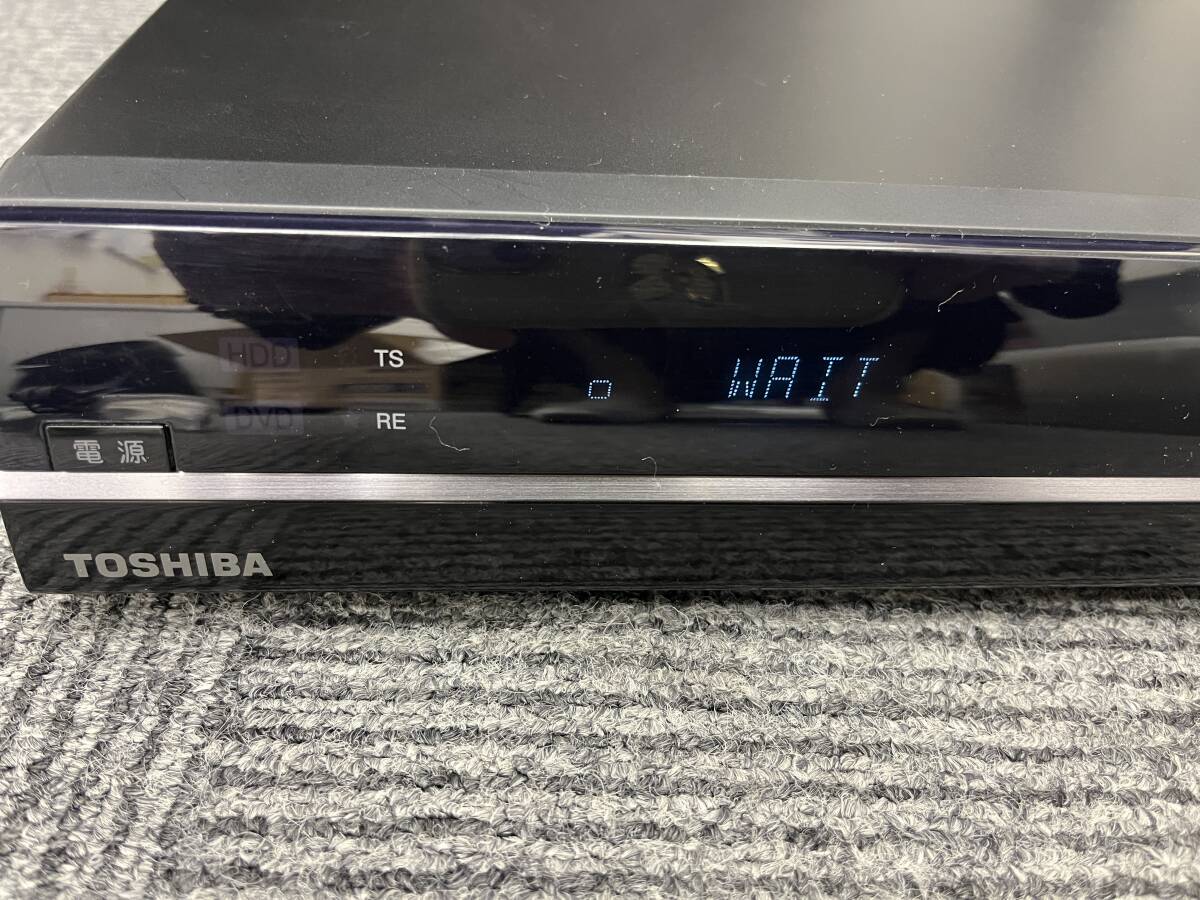 HDD TS
WAIT
DVD RE
電源
TOSHIBA